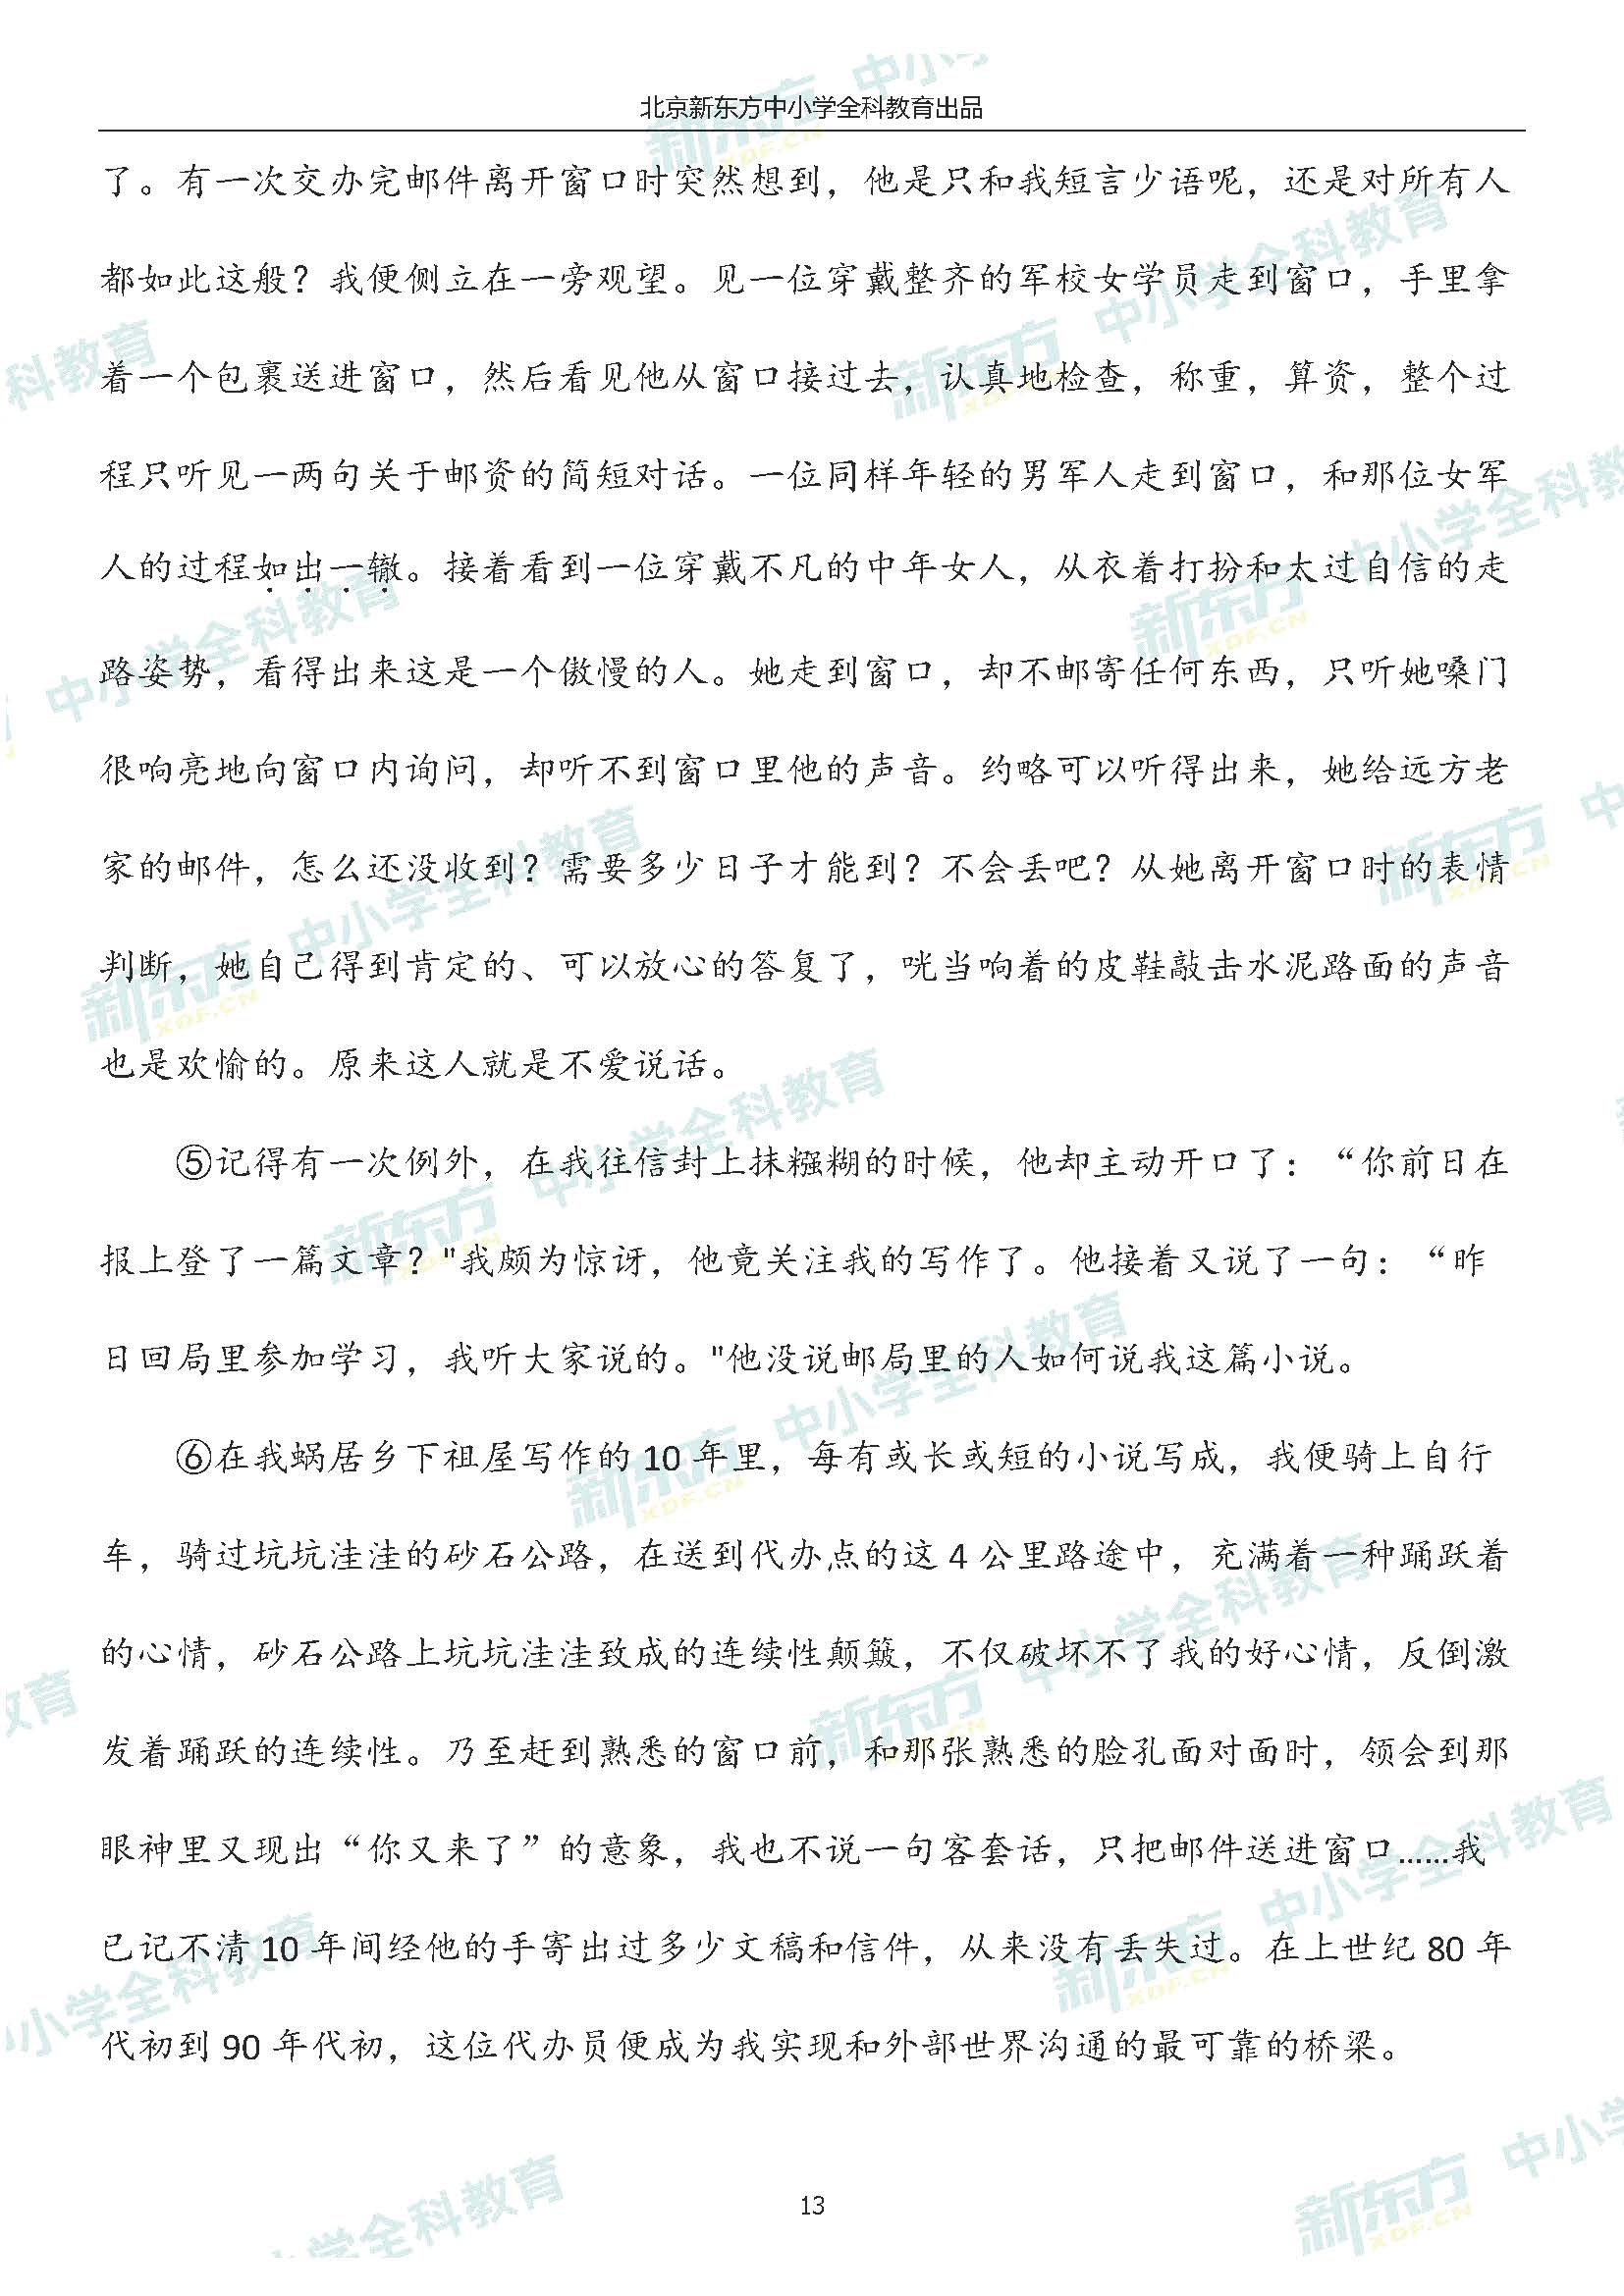 北京新东方中小学全科教育出品
了。有一次交办完邮件离开窗口时突然想到，他是只和我短言少语呢，还是对所有人
都如此这般？我便侧立在一旁观望。见一位穿戴整齐的军校女学员走到窗口，手里拿
着一个包裹送进窗口，然后看见他从窗口接过去，认真地检查，称重，算资，整个过
程只听见一两句关于邮资的简短对话。一位同样年轻的男军人走到窗口，和那位女军
人的过程如出一辙。接着看到一位穿戴不凡的中年女人，从衣着打扮和太过自信的走
路姿势，看得出来这是一个傲慢的人。她走到窗口，却不邮寄任何东西，只听她嗓门
很响亮地向窗口内询问，却听不到窗口里他的声音。约略可以听得出来，她给远方老
家的邮件，怎么还没收到？需要多少日子才能到？不会丢吧？从她离开窗口时的表情
判断，她自己得到肯定的、可以放心的答复了，咣当响着的皮鞋敲击水泥路面的声音
也是欢愉的。原来这人就是不爱说话。
⑤记得有一次例外，在我往信封上抹糨糊的时候，他却主动开口了：“你前日在
报上登了一篇文章？"我颇为惊讶，他竟关注我的写作了。他接着又说了一句：“昨
日回局里参加学习，我听大家说的。"他没说邮局里的人如何说我这篇小说。
⑥在我蜗居乡下祖屋写作的10年里，每有或长或短的小说写成，我便骑上自行
车，骑过坑坑洼洼的砂石公路，在送到代办点的这4公里路途中，充满着一种踊跃着
的心情，砂石公路上坑坑洼洼致成的连续性颠簸，不仅破坏不了我的好心情，反倒激
发着踊跃的连续性。乃至赶到熟悉的窗口前，和那张熟悉的脸孔面对面时，领会到那
眼神里又现出“你又来了”的意象，我也不说一句客套话，只把邮件送进窗口……我
已记不清10年间经他的手寄出过多少文稿和信件，从来没有丢失过。在上世纪80年
代初到90年代初，这位代办员便成为我实现和外部世界沟通的最可靠的桥梁。
13